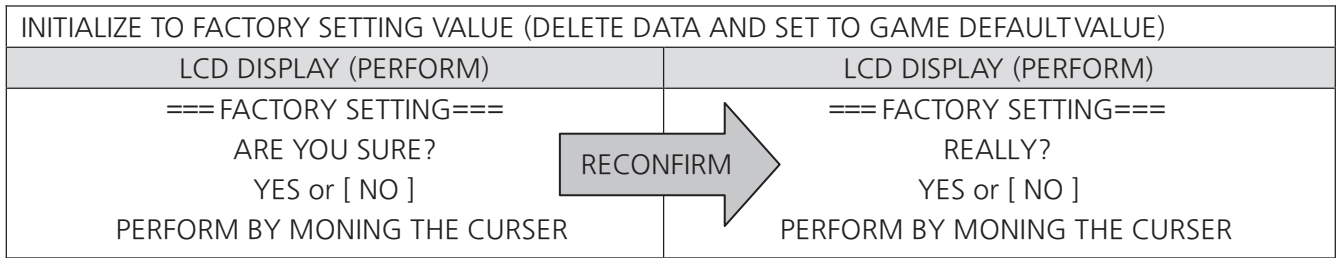 INITIALIZE TO FACTORY SETTING VALUE (DELETE DATA AND SET TO GAME DEFAULT VALUE)
LCD DISPLAY (PERFORM)
LCD DISPLAY (PERFORM)
=== FACTORY SETTING===
ARE YOU SURE?
YES or [ NO ]
PERFORM BY MONING THE CURSER
RECONFIRM
=== FACTORY SETTING===
REALLY?
YES or [ NO ]
PERFORM BY MONING THE CURSER